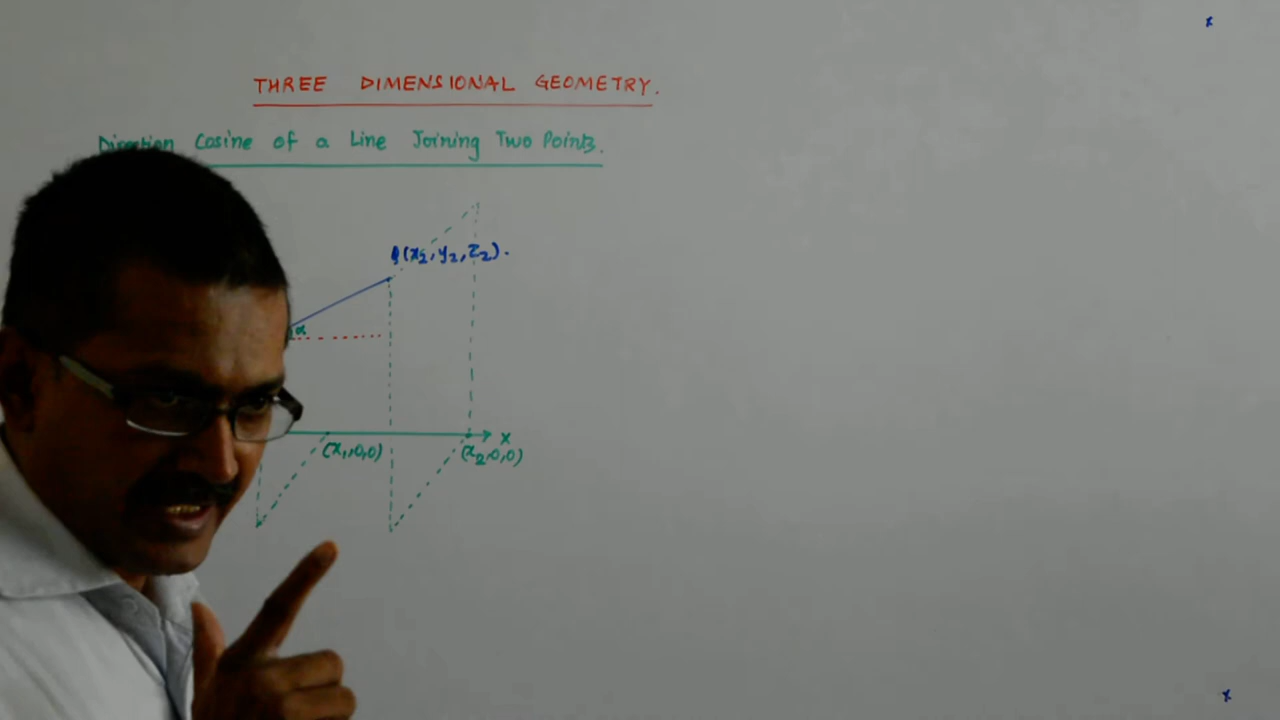 THREE DIMENSIONAL GEOMETRY.
Direction Cosine of a Line Joining Two Points.
Q(x₂, y₂, z₂).
α
x
(x₁,0,0)
(x₂,0,0)
x
x